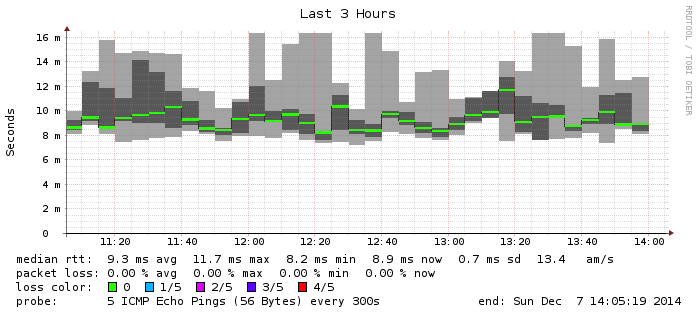 Last 3 Hours
RRDTOOL / TOBI OETIKER
Seconds
16 m
14 m
12 m
10 m
8 m
6 m
4 m
2 m
0
11:20 11:40 12:00 12:20 12:40 13:00 13:20 13:40 14:00
median rtt: 9.3 ms avg 11.7 ms max 8.2 ms min 8.9 ms now 0.7 ms sd 13.4 am/s
packet loss: 0.00 % avg 0.00 % max 0.00 % min 0.00 % now
loss color: 0 1/5 2/5 3/5 4/5
probe: 5 ICMP Echo Pings (56 Bytes) every 300s end: Sun Dec 7 14:05:19 2014